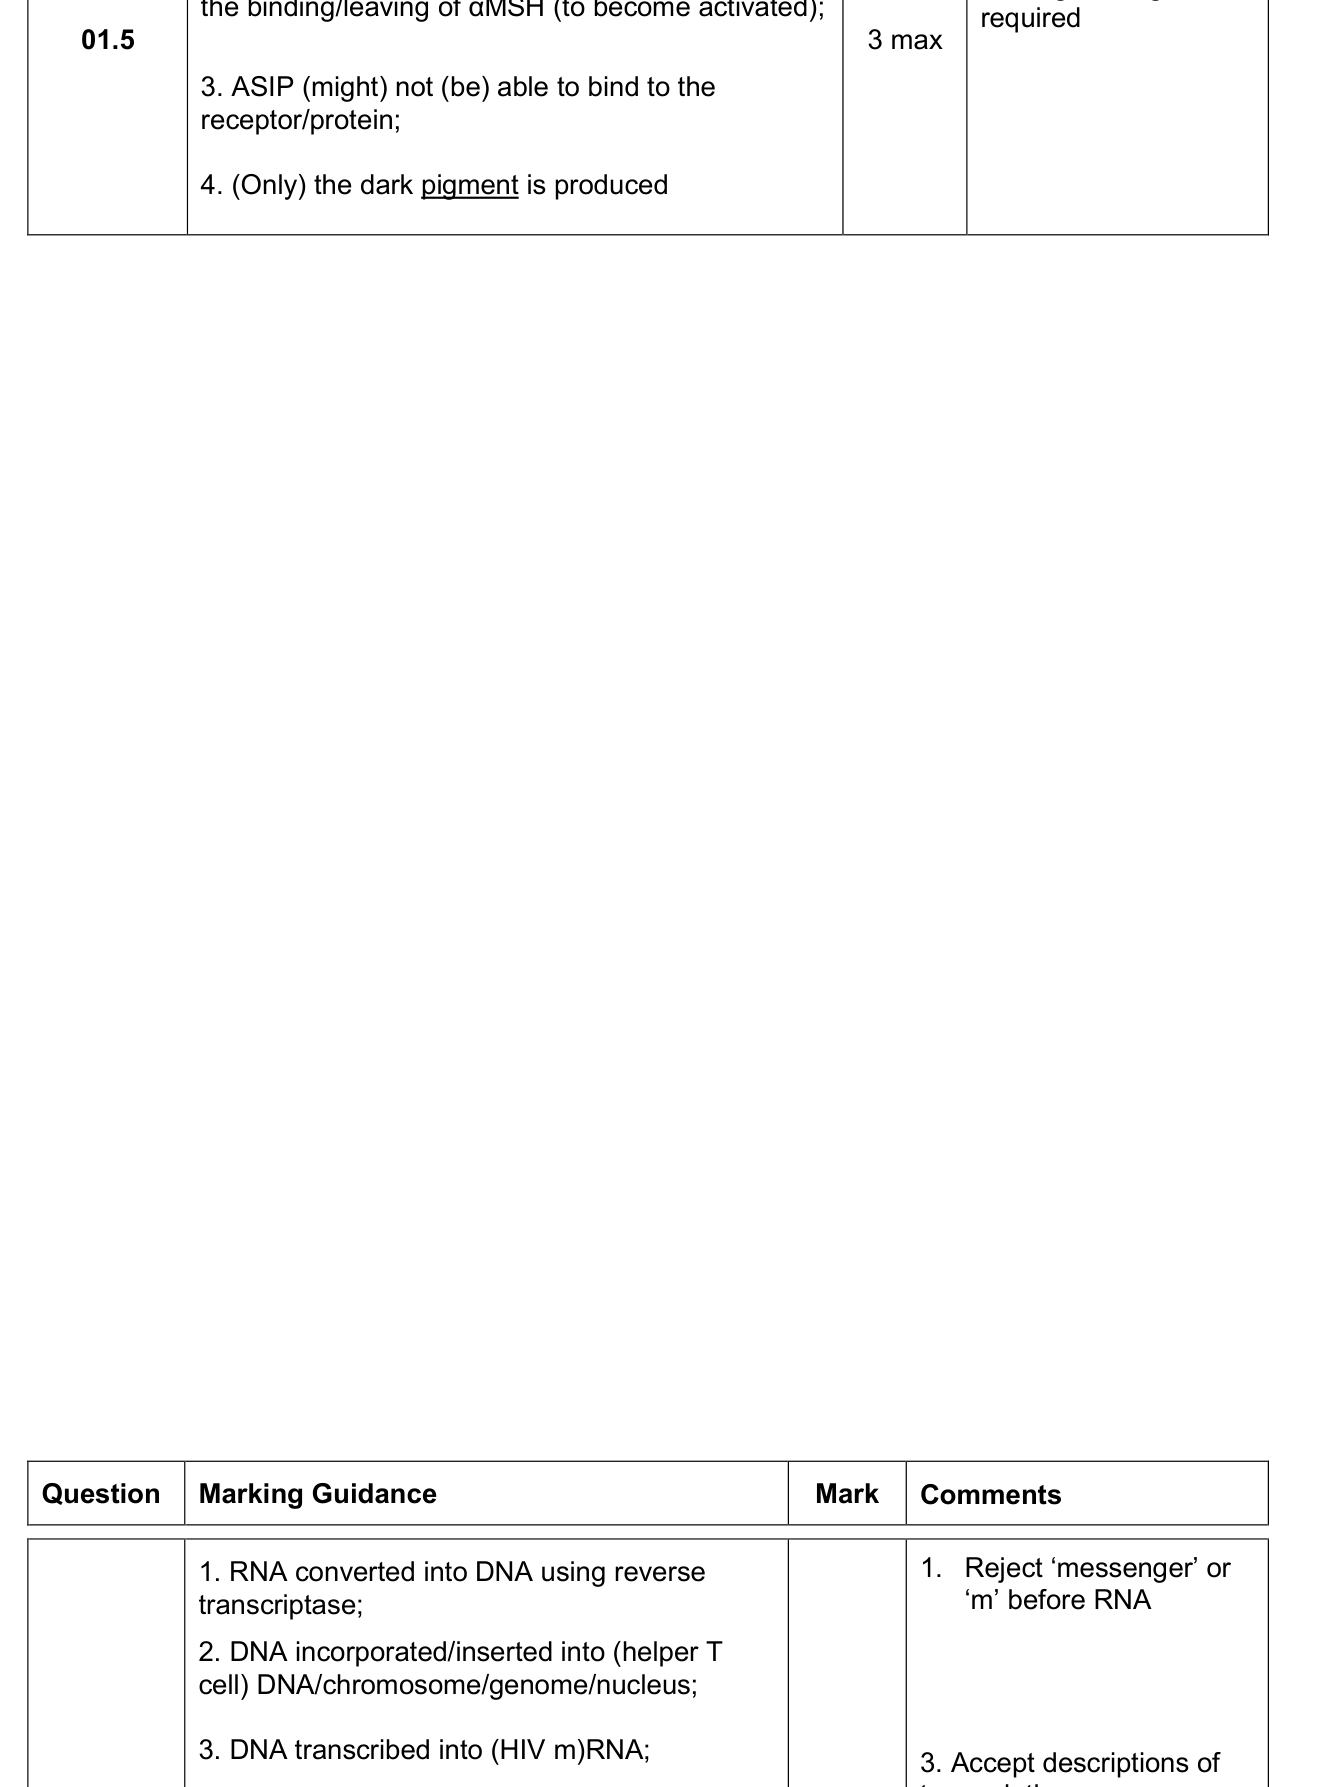 the binding/leaving of αMSH (to become activated);
required
01.5
3 max
3. ASIP (might) not (be) able to bind to the
receptor/protein;
4. (Only) the dark pigment is produced
Question
Marking Guidance
Mark
Comments
1. RNA converted into DNA using reverse
transcriptase;
2. DNA incorporated/inserted into (helper T
cell) DNA/chromosome/genome/nucleus;
3. DNA transcribed into (HIV m)RNA;
1. Reject ‘messenger’ or
‘m’ before RNA
3. Accept descriptions of